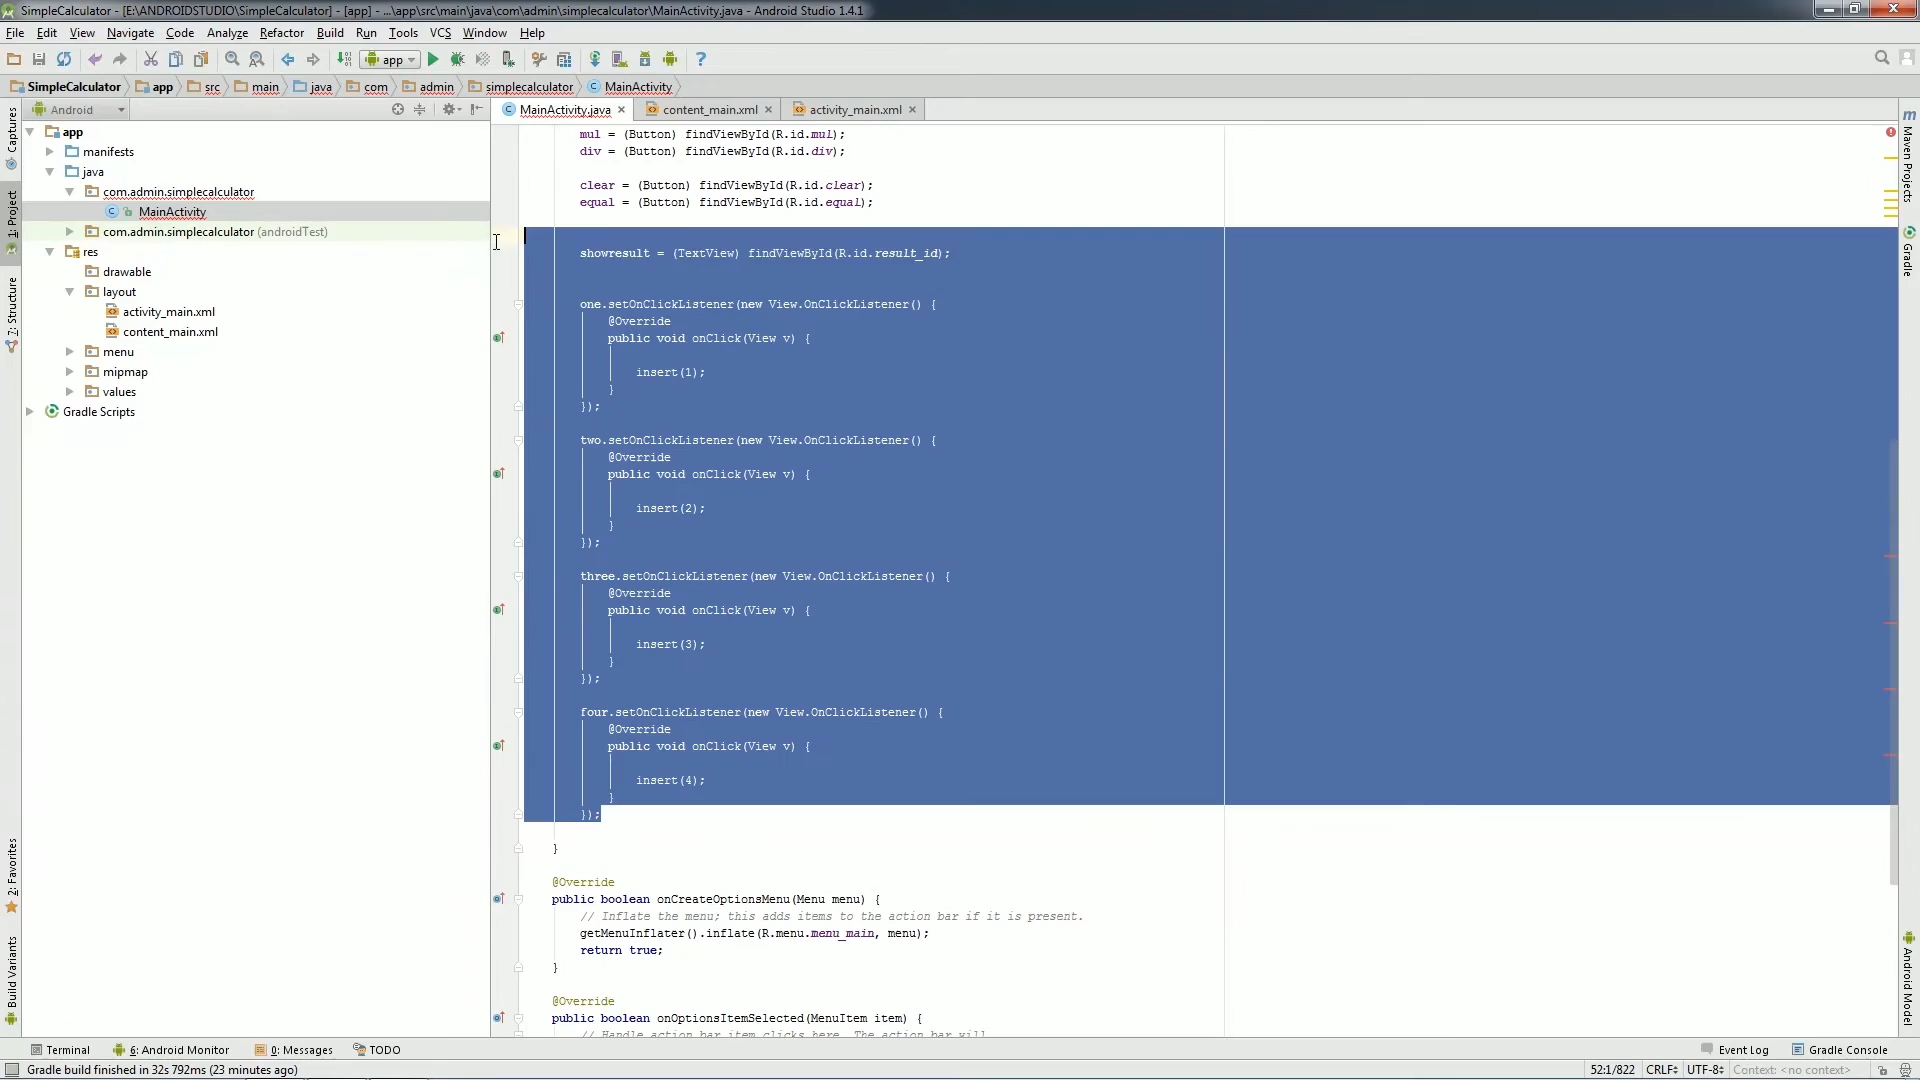 SimpleCalculator - [E:\ANDROIDSTUDIO\SimpleCalculator] - [app] - ...\app\src\main\java\com\admin\simplecalculator\MainActivity.java - Android Studio 1.4.1
File Edit View Navigate Code Analyze Refactor Build Run Tools VCS Window Help
app
SimpleCalculator app src main java com admin simplecalculator MainActivity
Android
MainActivity.java content_main.xml activity_main.xml
app
manifests
java
com.admin.simplecalculator
MainActivity
com.admin.simplecalculator (androidTest)
res
drawable
layout
activity_main.xml
content_main.xml
menu
mipmap
values
Gradle Scripts
Captures
1: Project
7: Structure
2: Favorites
Build Variants
mul = (Button) findViewById(R.id.mul);
div = (Button) findViewById(R.id.div);
clear = (Button) findViewById(R.id.clear);
equal = (Button) findViewById(R.id.equal);
showresult = (TextView) findViewById(R.id.result_id);
one.setOnClickListener(new View.OnClickListener() {
@Override
public void onClick(View v) {
insert(1);
}
});
two.setOnClickListener(new View.OnClickListener() {
@Override
public void onClick(View v) {
insert(2);
}
});
three.setOnClickListener(new View.OnClickListener() {
@Override
public void onClick(View v) {
insert(3);
}
});
four.setOnClickListener(new View.OnClickListener() {
@Override
public void onClick(View v) {
insert(4);
}
});
}
@Override
public boolean onCreateOptionsMenu(Menu menu) {
// Inflate the menu; this adds items to the action bar if it is present.
getMenuInflater().inflate(R.menu.menu_main, menu);
return true;
}
@Override
public boolean onOptionsItemSelected(MenuItem item) {
// Handle action bar item clicks here. The action bar will
m
Maven Projects
Gradle
Android Model
Terminal 6: Android Monitor 0: Messages TODO Event Log Gradle Console
Gradle build finished in 32s 792ms (23 minutes ago) 52:1/822 CRLF UTF-8 Context: <no context>